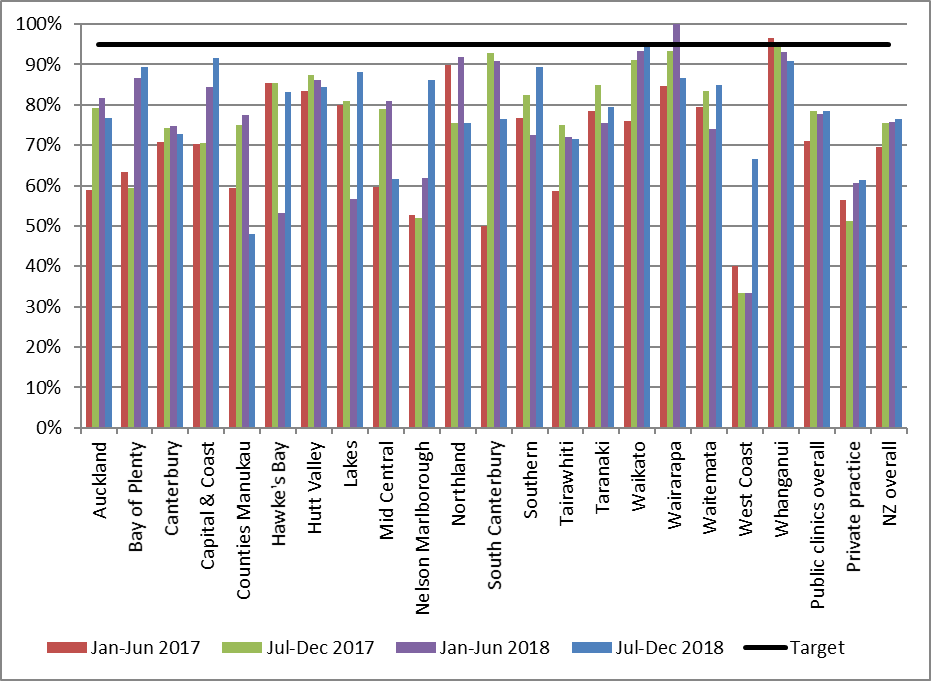 100%
90%
80%
70%
60%
50%
40%
30%
20%
10%
0%
Auckland
Bay of Plenty
Canterbury
Capital & Coast
Counties Manukau
Hawke's Bay
Hutt Valley
Lakes
Mid Central
Nelson Marlborough
Northland
South Canterbury
Southern
Tairawhiti
Taranaki
Waikato
Wairarapa
Waitemata
West Coast
Whanganui
Public clinics overall
Private practice
NZ overall
Jan-Jun 2017 Jul-Dec 2017 Jan-Jun 2018 Jul-Dec 2018 Target